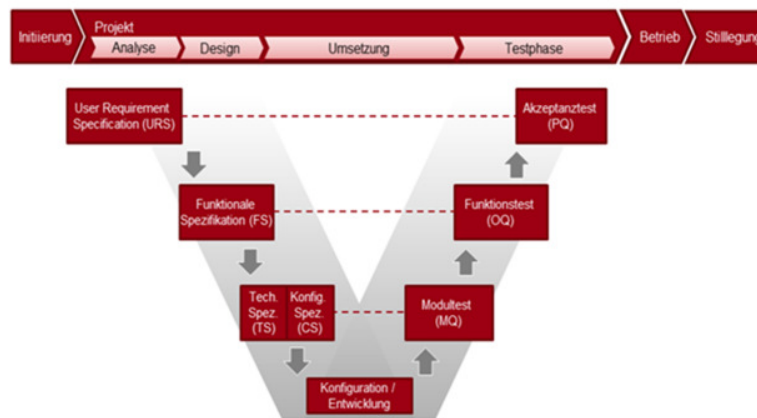 Initiierung
Projekt
Analyse
Design
Umsetzung
Testphase
Betrieb
Stilllegung
User Requirement
Specification (URS)
Akzeptanztest
(PQ)
Funktionale
Spezifikation (FS)
Funktionstest
(OQ)
Tech.
Spez.
(TS)
Konfig.
Spez.
(CS)
Modultest
(MQ)
Konfiguration /
Entwicklung